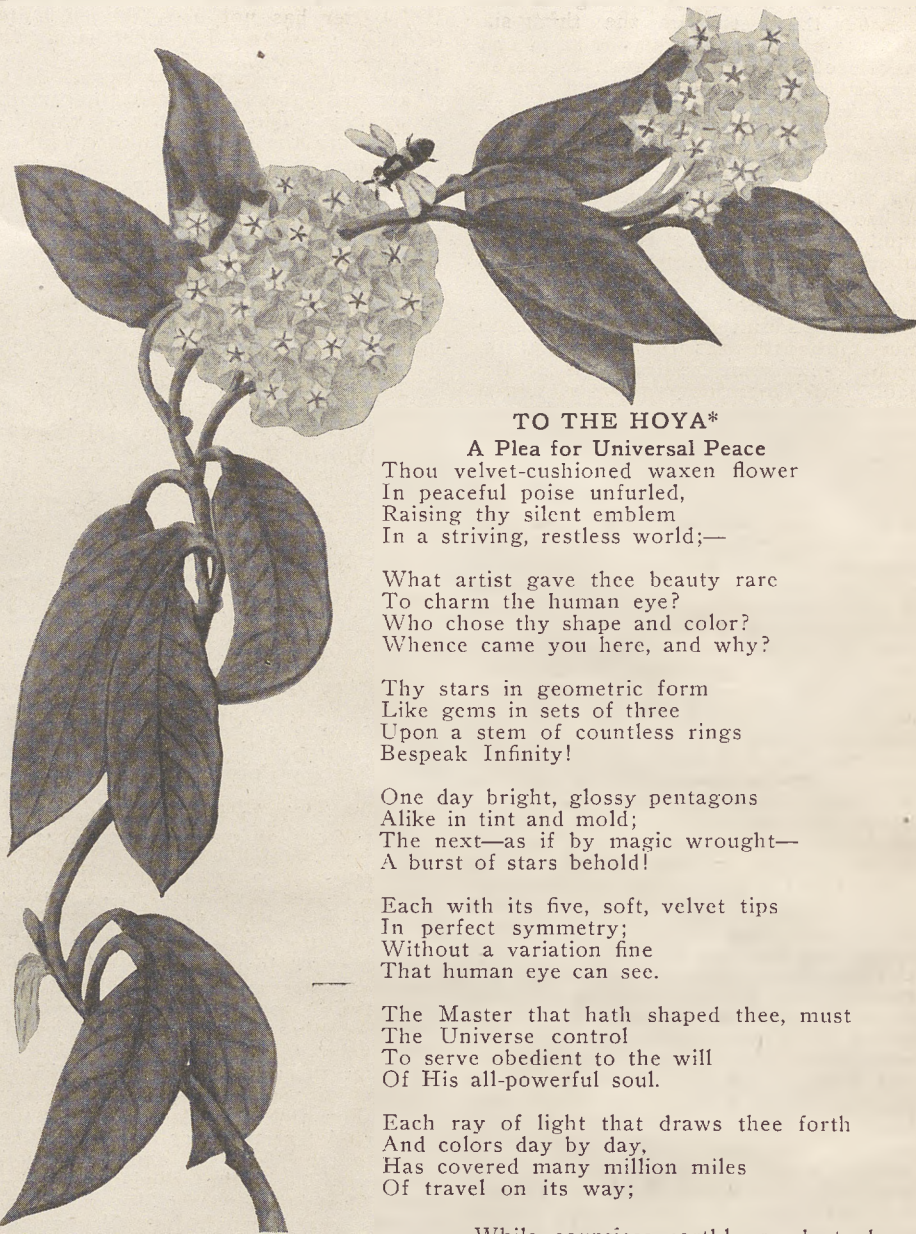 TO THE HOYA*
A Plea for Universal Peace
Thou velvet-cushioned waxen flower
In peaceful poise unfurled,
Raising thy silent emblem
In a striving, restless world;—
What artist gave thee beauty rare
To charm the human eye?
Who chose thy shape and color?
Whence came you here, and why?
Thy stars in geometric form
Like gems in sets of three
Upon a stem of countless rings
Bespeak Infinity!
One day bright, glossy pentagons
Alike in tint and mold;
The next—as if by magic wrought—
A burst of stars behold!
Each with its five, soft, velvet tips
In perfect symmetry;
Without a variation fine
That human eye can see.
The Master that hath shaped thee, must
The Universe control
To serve obedient to the will
Of His all-powerful soul.
Each ray of light that draws thee forth
And colors day by day,
Has covered many million miles
Of travel on its way;